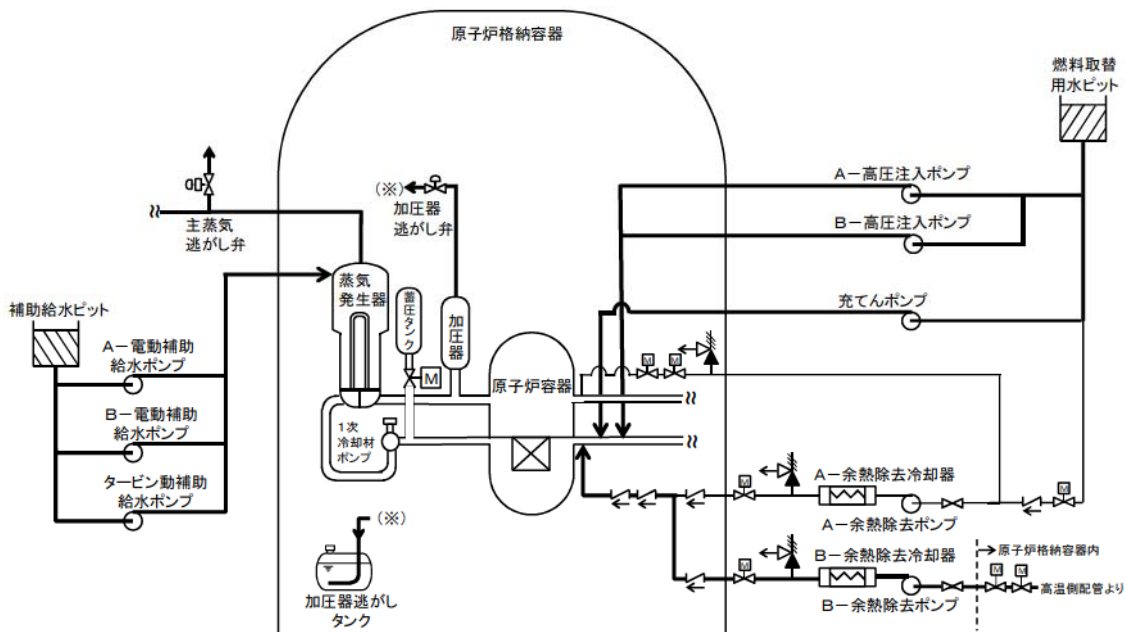 原子炉格納容器
燃料取替
用水ピット
A－高圧注入ポンプ
(※)
加圧器
逃がし弁
主蒸気
逃がし弁
B－高圧注入ポンプ
蒸気
発生器
蓄圧タンク
加圧器
充てんポンプ
補助給水ピット
A－電動補助
給水ポンプ
M
M
M
原子炉容器
B－電動補助
給水ポンプ
1次
冷却材
ポンプ
タービン動補助
給水ポンプ
M
A－余熱除去冷却器
M
A－余熱除去ポンプ
(※)
加圧器逃がし
タンク
M
B－余熱除去冷却器
原子炉格納容器内
M
M
高温側配管より
B－余熱除去ポンプ